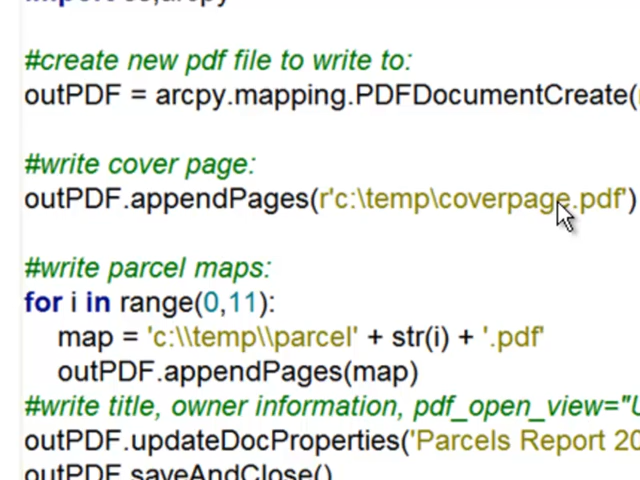 #create new pdf file to write to:
outPDF = arcpy.mapping.PDFDocumentCreate(
#write cover page:
outPDF.appendPages(r'c:\temp\coverpage.pdf')
#write parcel maps:
for i in range(0,11):
map = 'c:\\temp\\parcel' + str(i) + '.pdf'
outPDF.appendPages(map)
#write title, owner information, pdf_open_view="U
outPDF.updateDocProperties('Parcels Report 20
outPDF.saveAndClose()